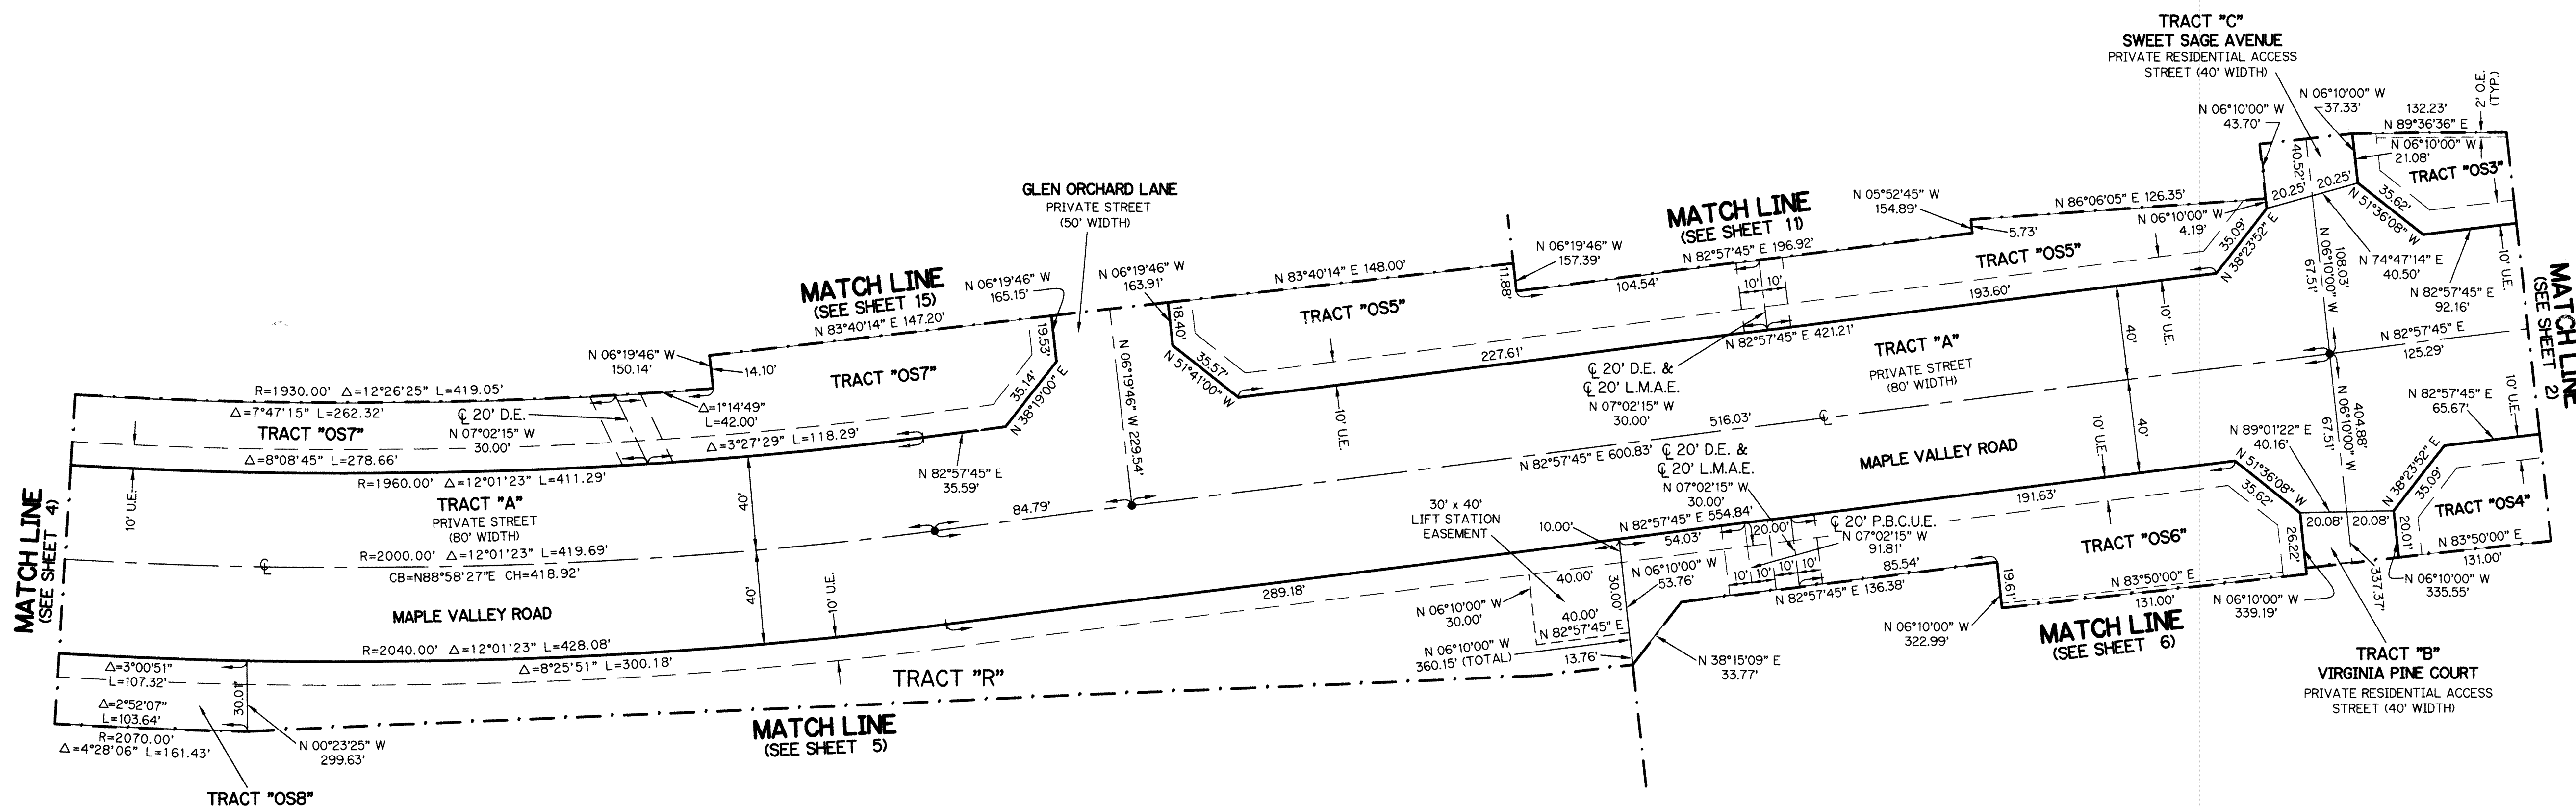 TRACT "C"
SWEET SAGE AVENUE
PRIVATE RESIDENTIAL ACCESS
STREET (40' WIDTH)
N 06°10'00" W
43.70'
N 06°10'00" W
37.33'
132.23'
N 89°36'36" E
2' O.E.
(TYP.)
N 06°10'00" W
21.08'
TRACT "OS3"
40.52'
20.25'
20.25'
35.62'
N 51°36'08" W
N 74°47'14" E
40.50'
N 82°57'45" E
92.16'
10' U.E.
MATCH LINE
(SEE SHEET 2)
GLEN ORCHARD LANE
PRIVATE STREET
(50' WIDTH)
MATCH LINE
(SEE SHEET 11)
N 05°52'45" W
154.89'
N 86°06'05" E 126.35'
5.73'
N 06°10'00" W
4.19'
35.09'
N 38°23'52" E
TRACT "OS5"
N 82°57'45" E 196.92'
N 06°19'46" W
157.39'
104.54'
10'
10'
193.60'
11.88'
N 83°40'14" E 148.00'
N 06°19'46" W
163.91'
TRACT "OS5"
18.40'
35.57'
N 51°41'00" W
10' U.E.
227.61'
N 82°57'45" E 421.21'
℄ 20' D.E. &
℄ 20' L.M.A.E.
N 07°02'15" W
30.00'
TRACT "A"
PRIVATE STREET
(80' WIDTH)
40'
40'
10' U.E.
10' U.E.
108.03'
N 06°10'00" W
67.51'
N 82°57'45" E
125.29'
MATCH LINE
(SEE SHEET 15)
N 83°40'14" E 147.20'
N 06°19'46" W
165.15'
19.53'
N 06°19'46" W
150.14'
14.10'
TRACT "OS7"
35.14'
N 38°19'00" E
N 06°19'46" W 229.54'
R=1930.00' Δ=12°26'25" L=419.05'
Δ=7°47'15" L=262.32'
℄ 20' D.E.
N 07°02'15" W
30.00'
Δ=1°14'49"
L=42.00'
TRACT "OS7"
Δ=3°27'29" L=118.29'
Δ=8°08'45" L=278.66'
R=1960.00' Δ=12°01'23" L=411.29'
10' U.E.
N 82°57'45" E
35.59'
TRACT "A"
PRIVATE STREET
(80' WIDTH)
40'
40'
R=2000.00' Δ=12°01'23" L=419.69'
CB=N88°58'27"E CH=418.92'
℄
84.79'
516.03'
℄
N 82°57'45" E 600.83'
MATCH LINE
(SEE SHEET 4)
MAPLE VALLEY ROAD
MAPLE VALLEY ROAD
10' U.E.
R=2040.00' Δ=12°01'23" L=428.08'
Δ=8°25'51" L=300.18'
Δ=3°00'51"
L=107.32'
Δ=2°52'07"
L=103.64'
30.01'
R=2070.00'
Δ=4°28'06" L=161.43'
N 00°23'25" W
299.63'
TRACT "OS8"
TRACT "R"
MATCH LINE
(SEE SHEET 5)
289.18'
30' x 40'
LIFT STATION
EASEMENT
10.00'
N 82°57'45" E 554.84'
54.03'
℄ 20' D.E. &
℄ 20' L.M.A.E.
N 07°02'15" W
30.00'
20.00'
℄ 20' P.B.C.U.E.
N 07°02'15" W
91.81'
10'
10'
10'
10'
85.54'
N 82°57'45" E 136.38'
40.00'
30.00'
N 06°10'00" W
53.76'
N 06°10'00" W
30.00'
40.00'
N 82°57'45" E
N 06°10'00" W
360.15' (TOTAL)
13.76'
N 38°15'09" E
33.77'
191.63'
TRACT "OS6"
N 51°36'08" W
35.62'
26.22'
19.61'
N 83°50'00" E
131.00'
N 06°10'00" W
322.99'
MATCH LINE
(SEE SHEET 6)
N 06°10'00" W
339.19'
N 89°01'22" E
40.16'
20.08'
20.08'
404.88'
N 06°10'00" W
67.51'
337.37'
N 82°57'45" E
65.67'
10' U.E.
N 38°23'52" E
35.09'
20.01'
TRACT "OS4"
N 83°50'00" E
131.00'
N 06°10'00" W
335.55'
TRACT "B"
VIRGINIA PINE COURT
PRIVATE RESIDENTIAL ACCESS
STREET (40' WIDTH)